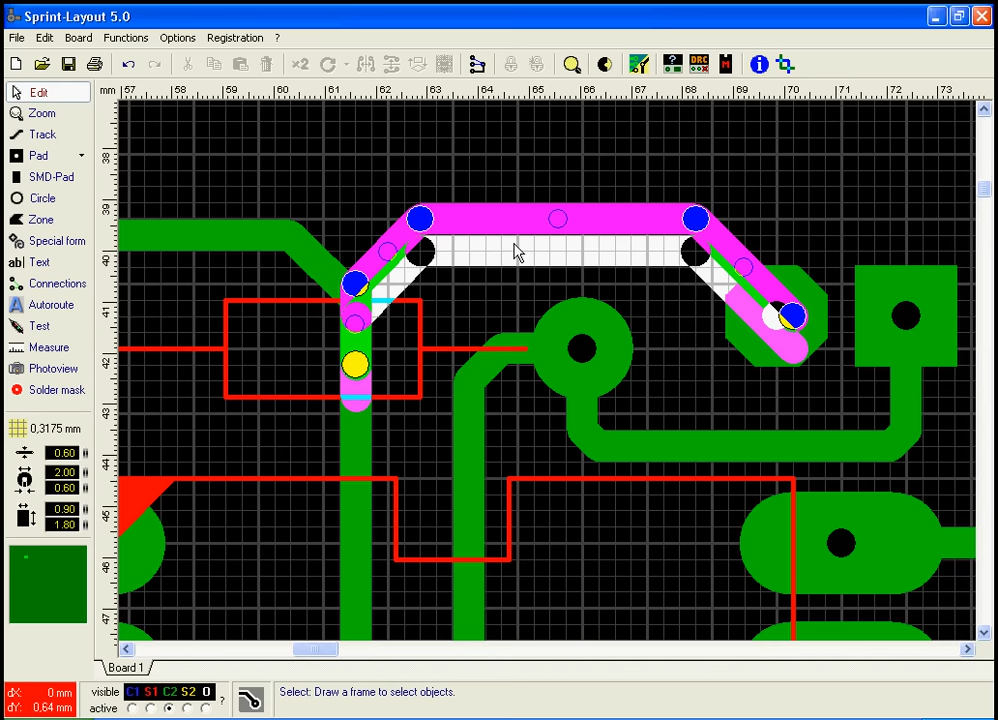 Sprint-Layout 5.0
File Edit Board Functions Options Registration ?
×2 ? DRC M
mm 57 58 59 60 61 62 63 64 65 66 67 68 69 70 71 72 73
Edit
Zoom
Track
Pad
SMD-Pad
Circle
Zone
Special form
ab| Text
Connections
Autoroute
Test
Measure
Photoview
Solder mask
0,3175 mm
0.60
2.00
0.60
0.90
1.80
38
39
40
41
42
43
44
45
46
47
Board 1
dX: 0 mm
dY: 0,64 mm
visible C1 S1 C2 S2 O
active
?
Select: Draw a frame to select objects.